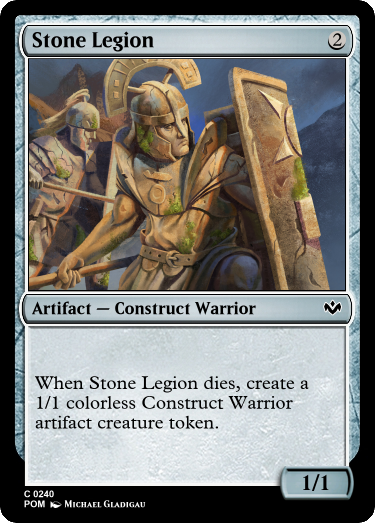 Stone Legion 2
Artifact — Construct Warrior
When Stone Legion dies, create a
1/1 colorless Construct Warrior
artifact creature token.
1/1
C 0240
POM Michael Gladigau